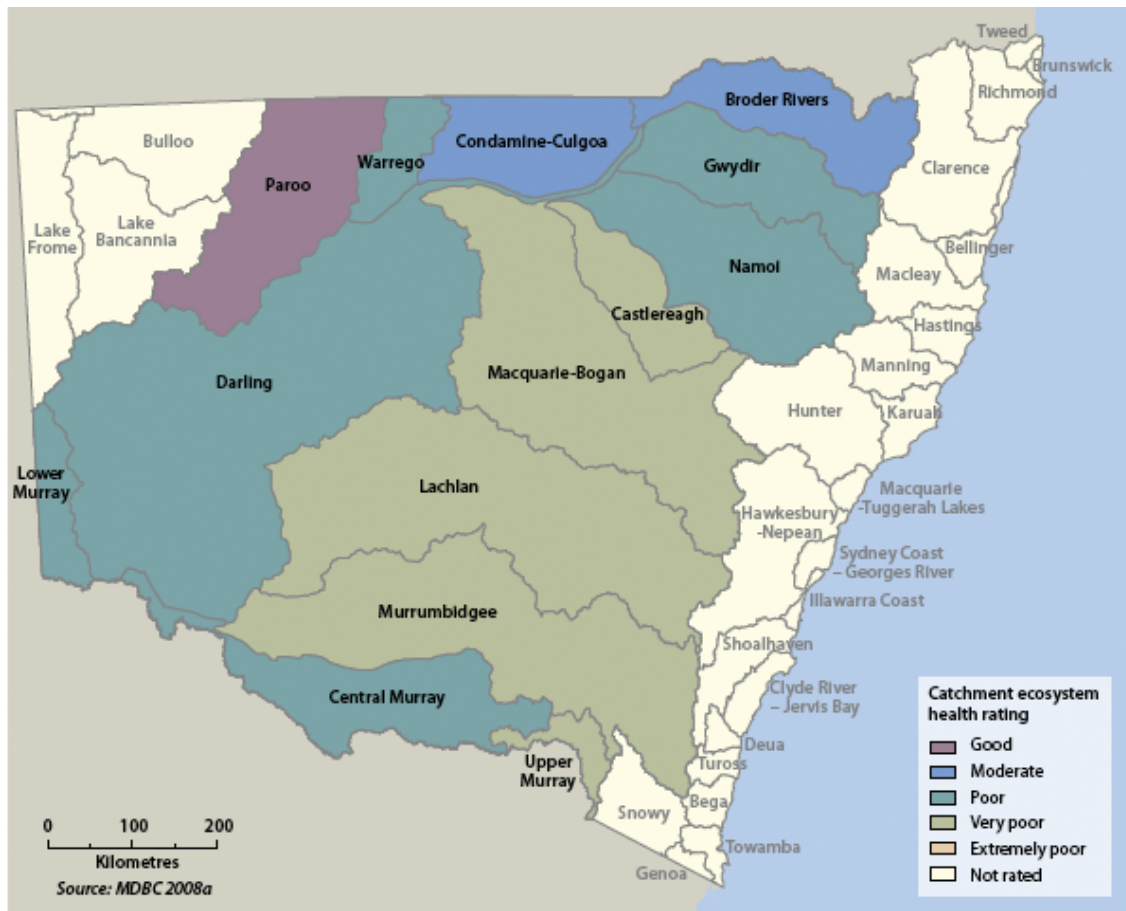 Tweed
Brunswick
Richmond
Broder Rivers
Bulloo
Condamine-Culgoa
Warrego
Gwydir
Clarence
Paroo
Lake
Bancannia
Lake
Frome
Bellinger
Namoi
Macleay
Castlereagh
Hastings
Manning
Macquarie-Bogan
Darling
Hunter
Karuah
Lower
Murray
Lachlan
Macquarie
-Tuggerah Lakes
Hawkesbury
-Nepean
Sydney Coast
– Georges River
Illawarra Coast
Murrumbidgee
Shoalhaven
Central Murray
Clyde River
– Jervis Bay
Deua
Upper
Murray
Tuross
Snowy
Bega
Towamba
Genoa
Catchment ecosystem
health rating
Good
Moderate
Poor
Very poor
Extremely poor
Not rated
0 100 200
Kilometres
Source: MDBC 2008a